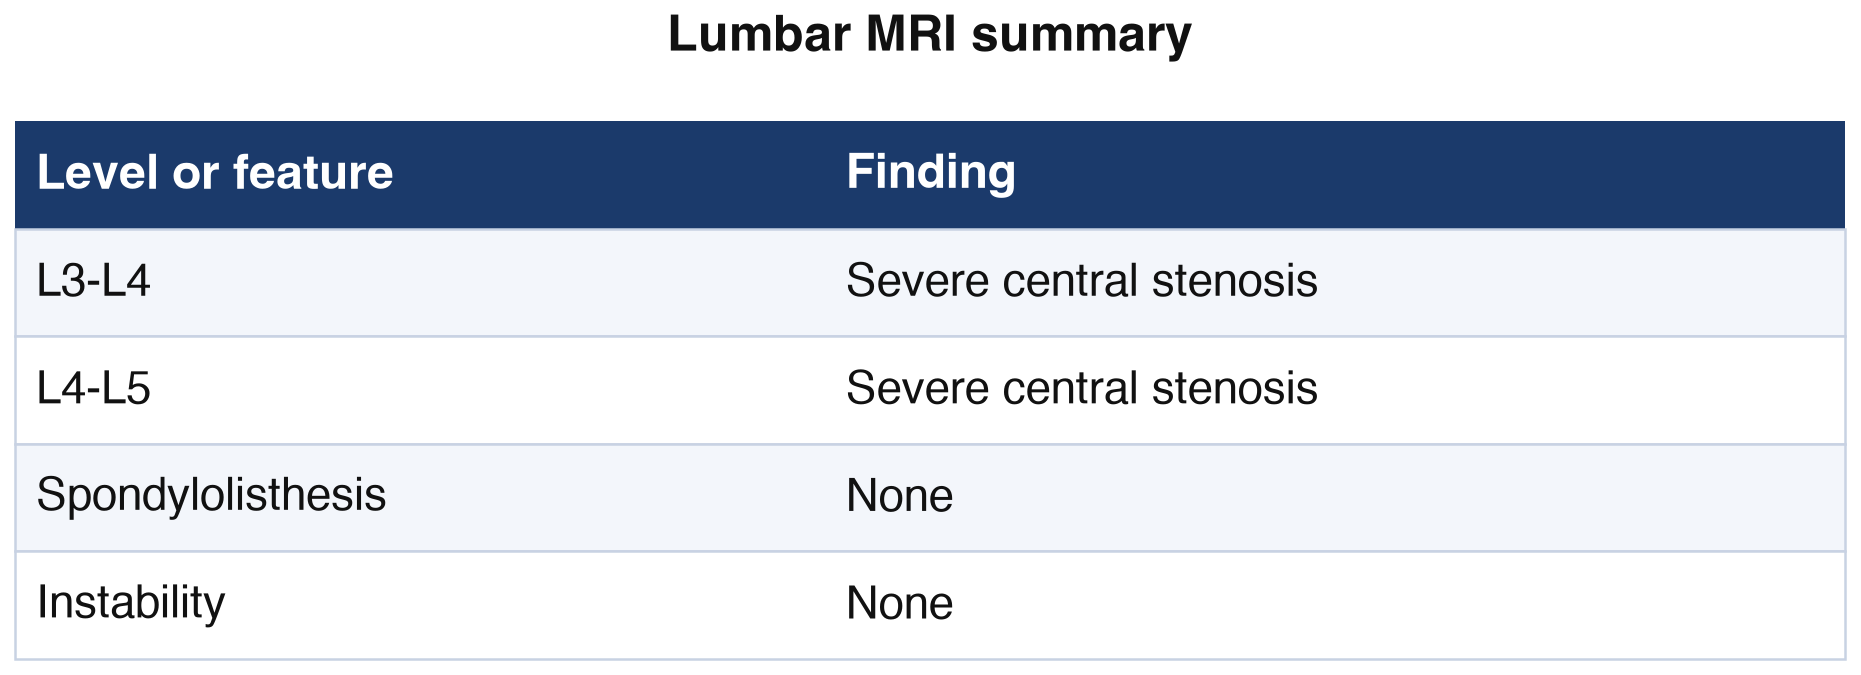 Lumbar MRI summary
Level or feature Finding
L3-L4 Severe central stenosis
L4-L5 Severe central stenosis
Spondylolisthesis None
Instability None